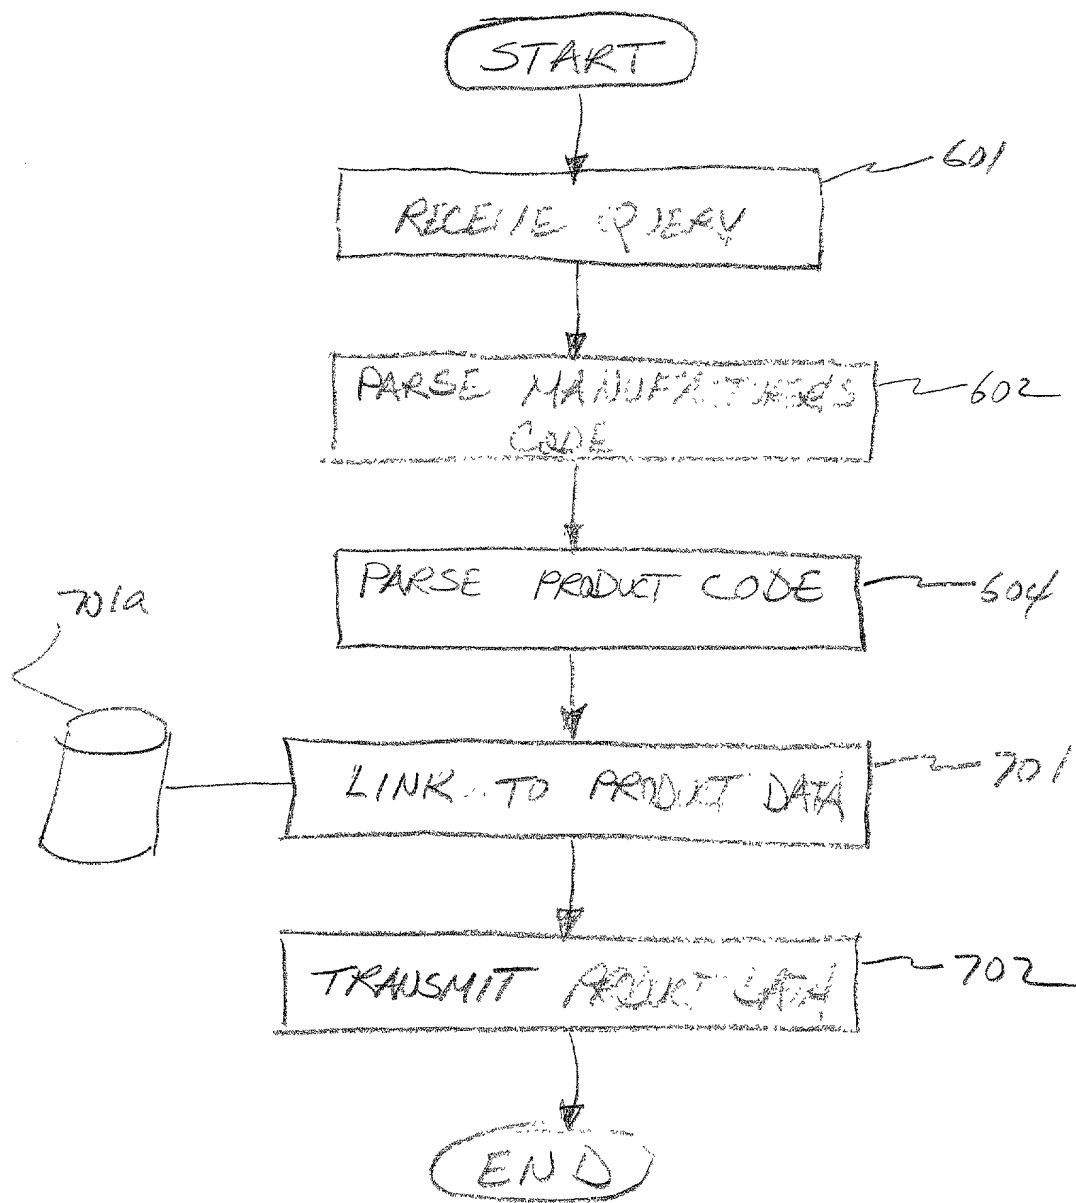 START
601
RECEIVE QUERY
PARSE MANUFACTURERS
602
CODE
PARSE PRODUCT CODE
604
701a
LINK TO PRODUCT DATA
701
TRANSMIT PRODUCT DATA
702
END